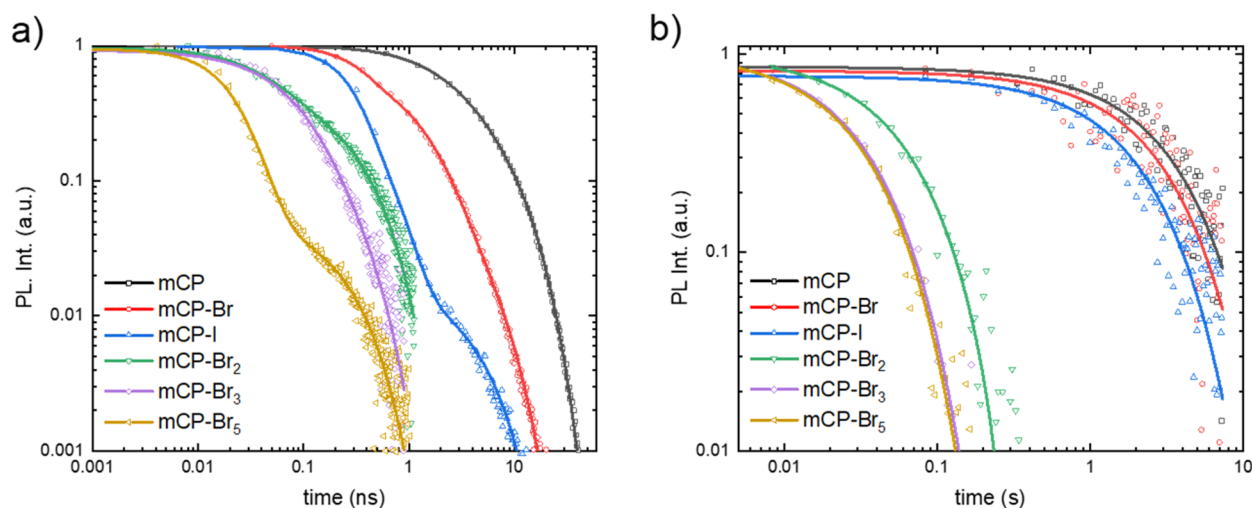 a)
PL. Int. (a.u.)
1
0.1
0.01
0.001
mCP
mCP-Br
mCP-I
mCP-Br₂
mCP-Br₃
mCP-Br₅
0.001
0.01
0.1
1
10
time (ns)
b)
PL Int. (a.u.)
1
0.1
0.01
mCP
mCP-Br
mCP-I
mCP-Br₂
mCP-Br₃
mCP-Br₅
0.01
0.1
1
10
time (s)